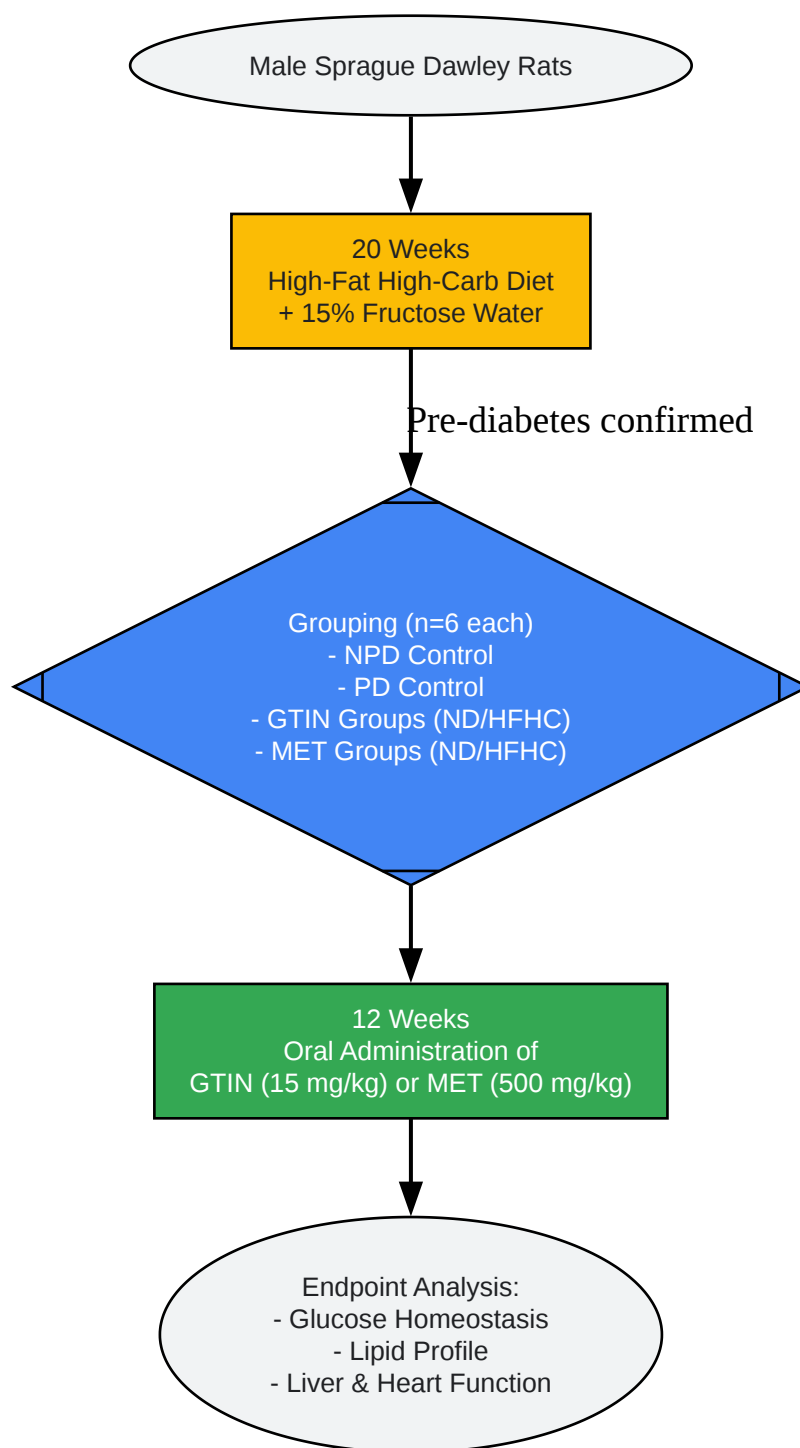 Male Sprague Dawley Rats
20 Weeks
High-Fat High-Carb Diet
+ 15% Fructose Water
Pre-diabetes confirmed
Grouping (n=6 each)
- NPD Control
- PD Control
- GTIN Groups (ND/HFHC)
- MET Groups (ND/HFHC)
12 Weeks
Oral Administration of
GTIN (15 mg/kg) or MET (500 mg/kg)
Endpoint Analysis:
- Glucose Homeostasis
- Lipid Profile
- Liver & Heart Function